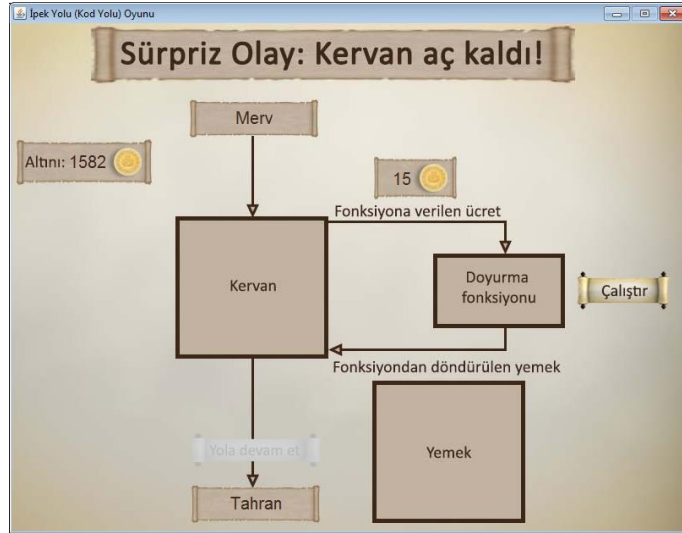 İpek Yolu (Kod Yolu) Oyunu
Sürpriz Olay: Kervan aç kaldı!
Merv
Altını: 1582
15
Fonksiyona verilen ücret
Kervan
Doyurma
fonksiyonu
Çalıştır
Fonksiyondan döndürülen yemek
Yola devam et
Yemek
Tahran